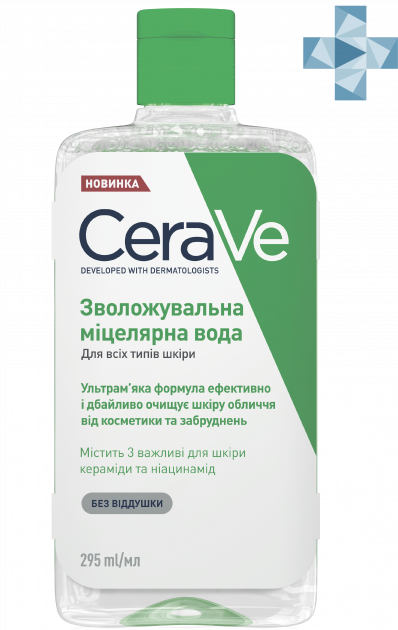 НОВИНКА
CeraVe
DEVELOPED WITH DERMATOLOGISTS
Зволожувальна
міцелярна вода
Для всіх типів шкіри
Ультрам'яка формула ефективно
і дбайливо очищує шкіру обличчя
від косметики та забруднень
Містить 3 важливі для шкіри
кераміди та ніацинамід
БЕЗ ВІДДУШКИ
295 ml/мл